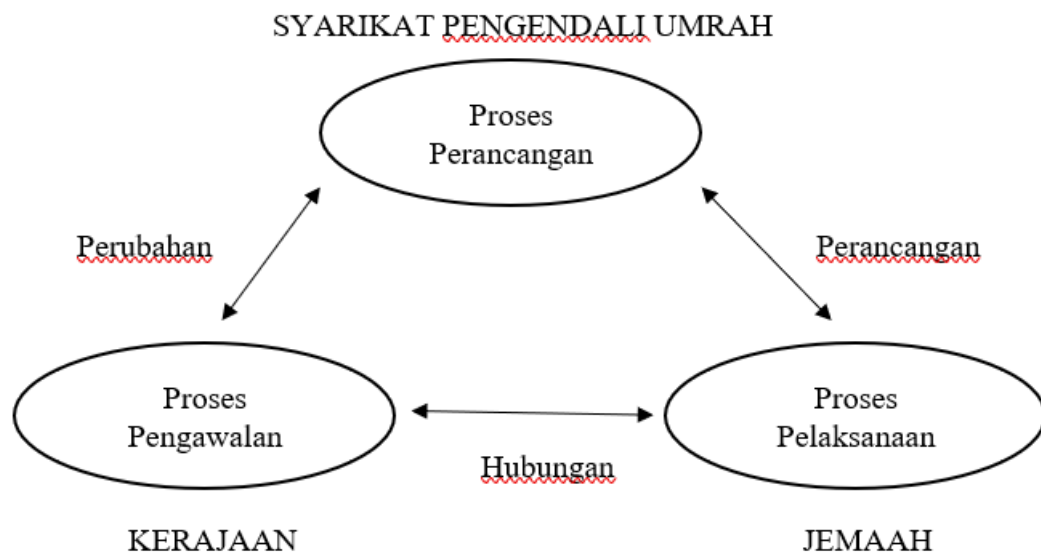 SYARIKAT PENGENDALI UMRAH
Proses
Perancangan
Perubahan
Perancangan
Proses
Pengawalan
Proses
Pelaksanaan
Hubungan
KERAJAAN
JEMAAH